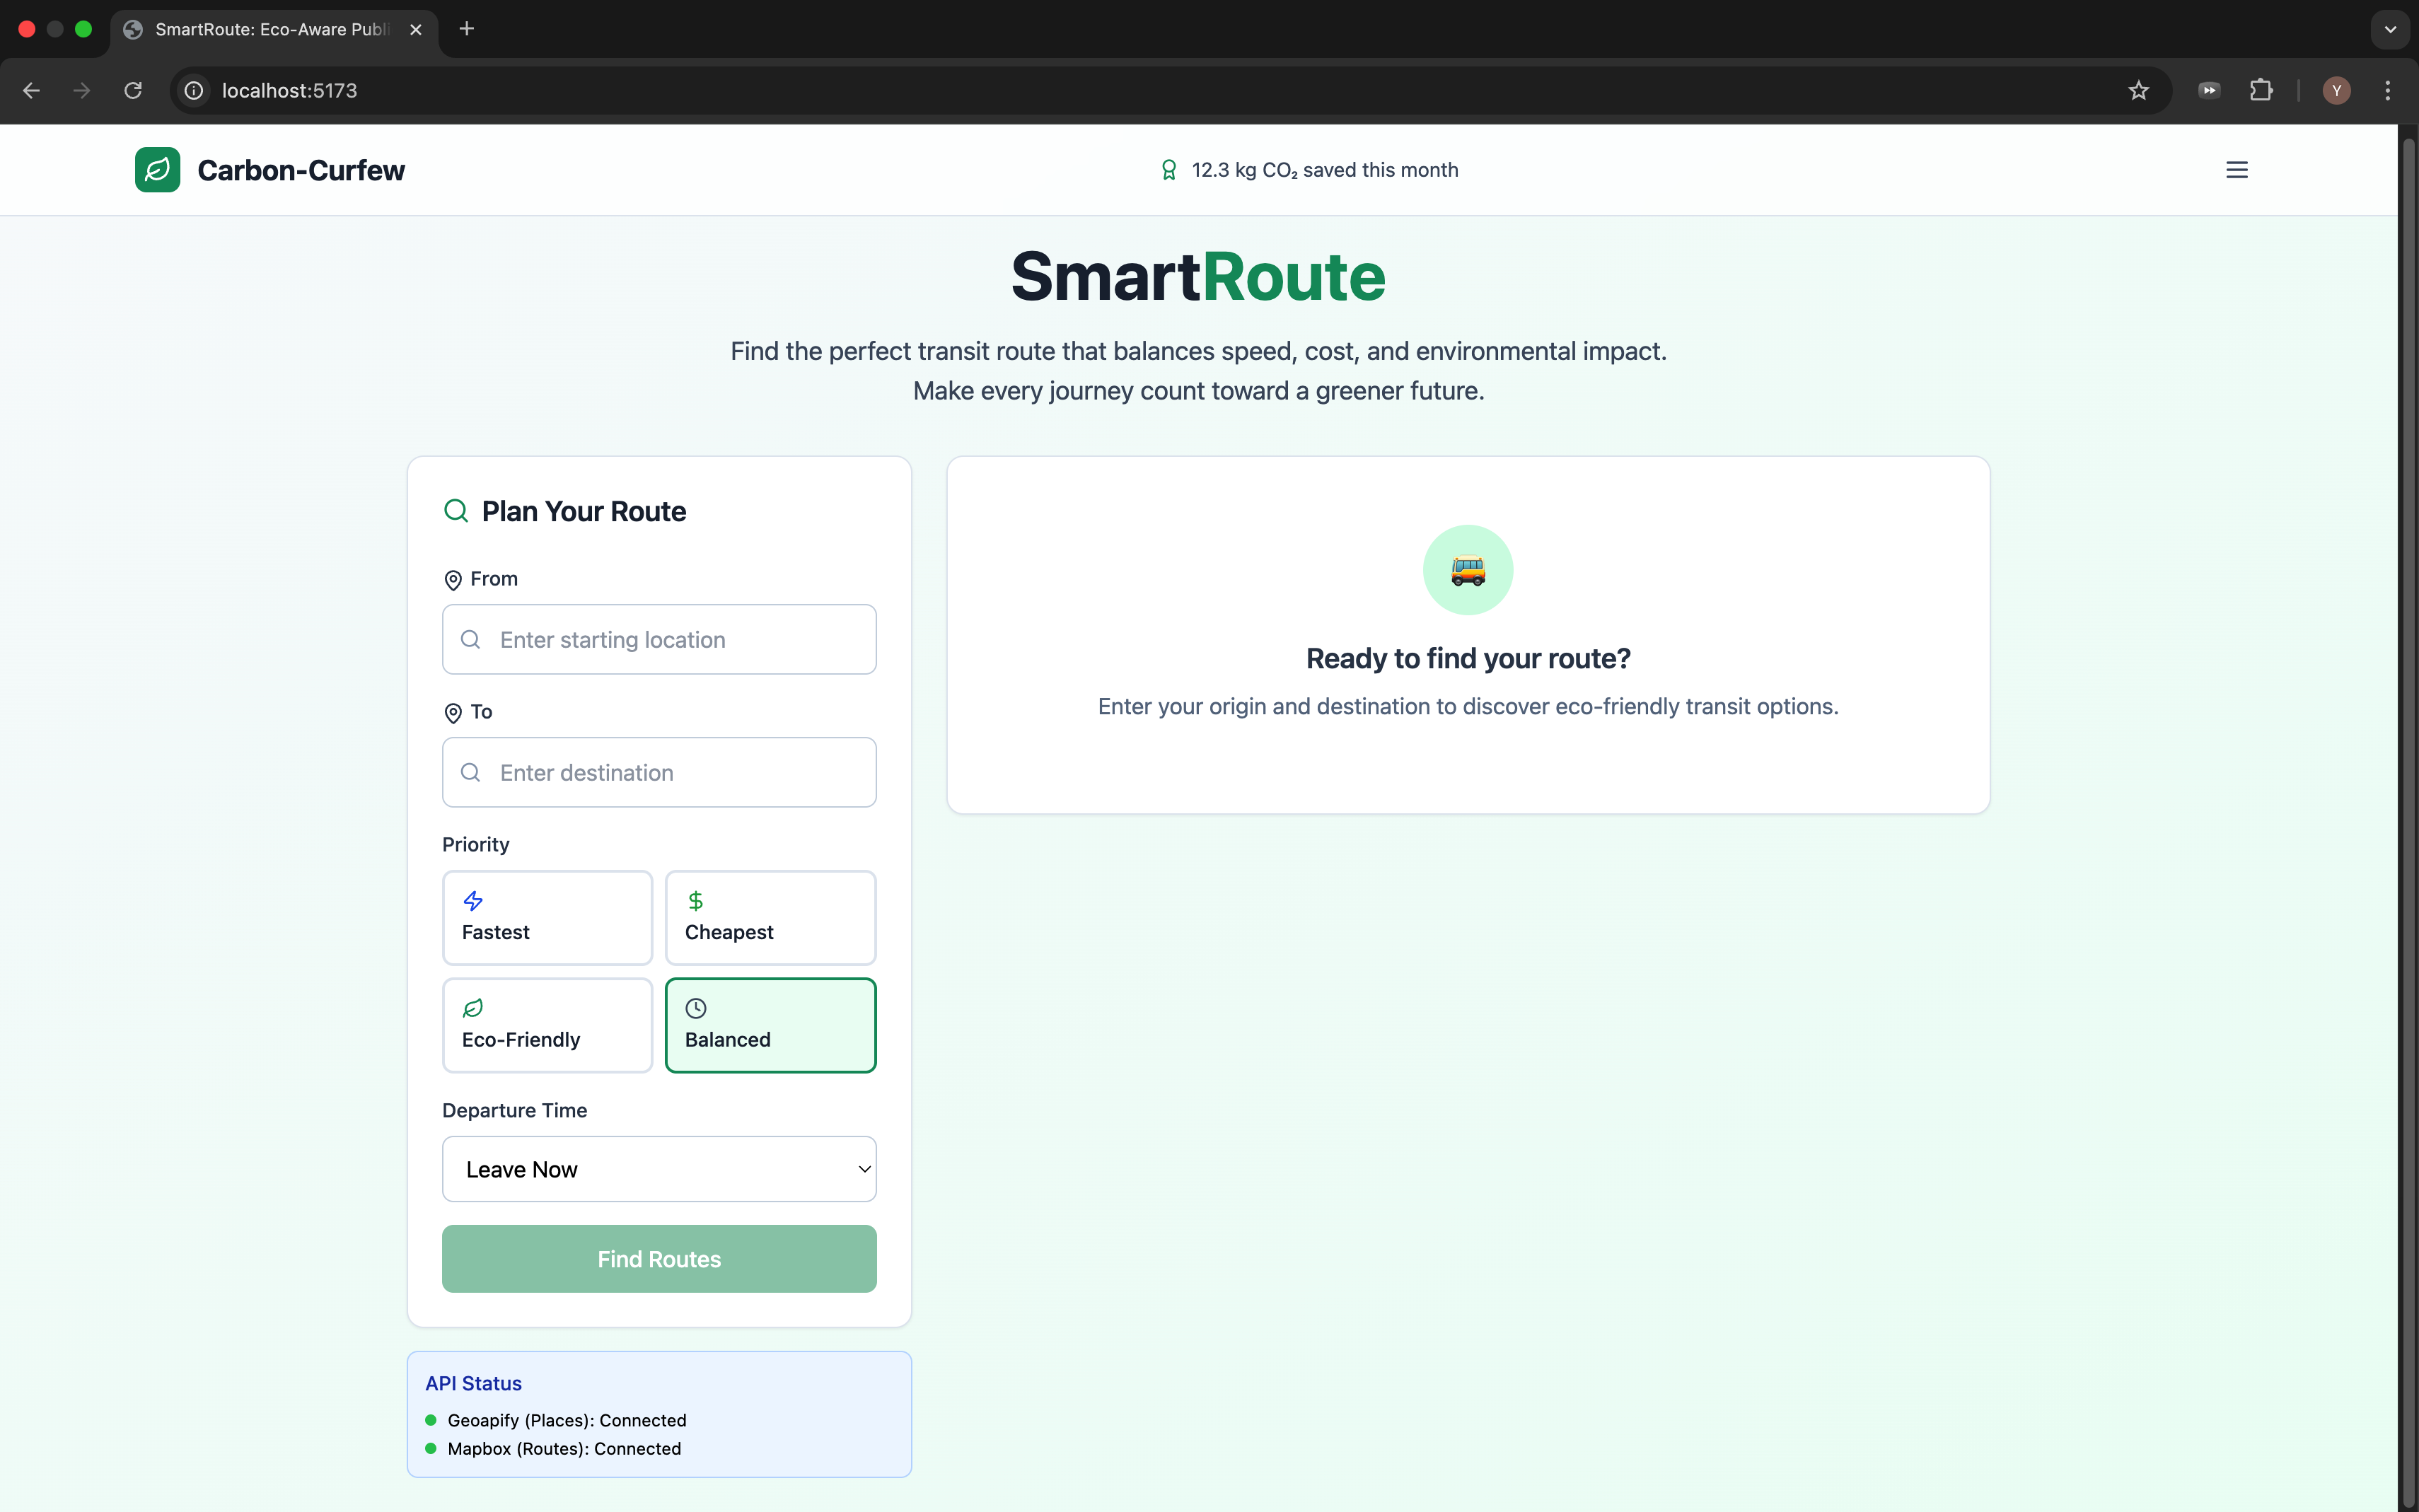 SmartRoute: Eco-Aware Publi
localhost:5173
Y
Carbon-Curfew
12.3 kg CO₂ saved this month
SmartRoute
Find the perfect transit route that balances speed, cost, and environmental impact.
Make every journey count toward a greener future.
Plan Your Route
From
Enter starting location
To
Enter destination
Priority
Fastest
Cheapest
Eco-Friendly
Balanced
Departure Time
Leave Now
Find Routes
Ready to find your route?
Enter your origin and destination to discover eco-friendly transit options.
API Status
Geoapify (Places): Connected
Mapbox (Routes): Connected